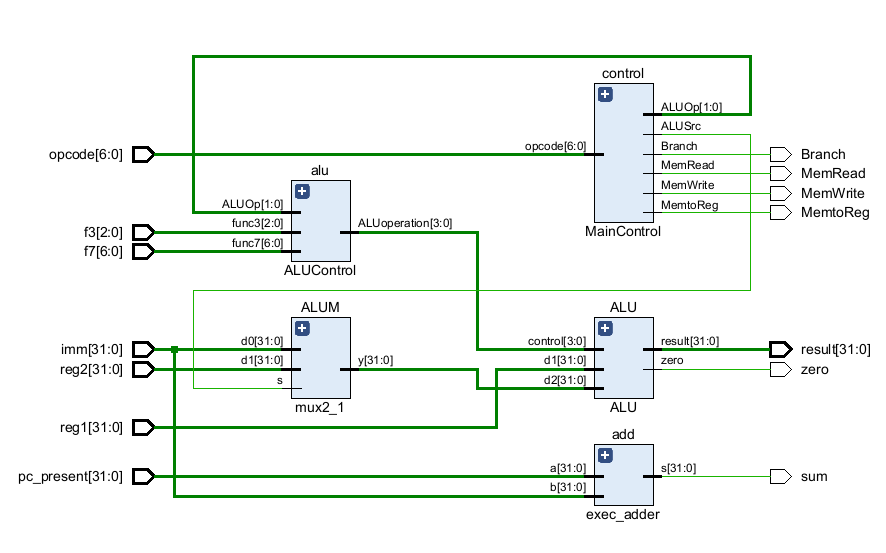 control
ALUOp[1:0]
ALUSrc
opcode[6:0]
opcode[6:0]
Branch
Branch
MemRead
MemRead
MemWrite
MemWrite
MemtoReg
MemtoReg
MainControl
alu
ALUOp[1:0]
f3[2:0]
func3[2:0]
ALUoperation[3:0]
f7[6:0]
func7[6:0]
ALUControl
ALUM
ALU
imm[31:0]
d0[31:0]
control[3:0]
result[31:0]
result[31:0]
reg2[31:0]
d1[31:0]
y[31:0]
d1[31:0]
zero
zero
s
d2[31:0]
mux2_1
ALU
reg1[31:0]
add
pc_present[31:0]
a[31:0]
s[31:0]
sum
b[31:0]
exec_adder